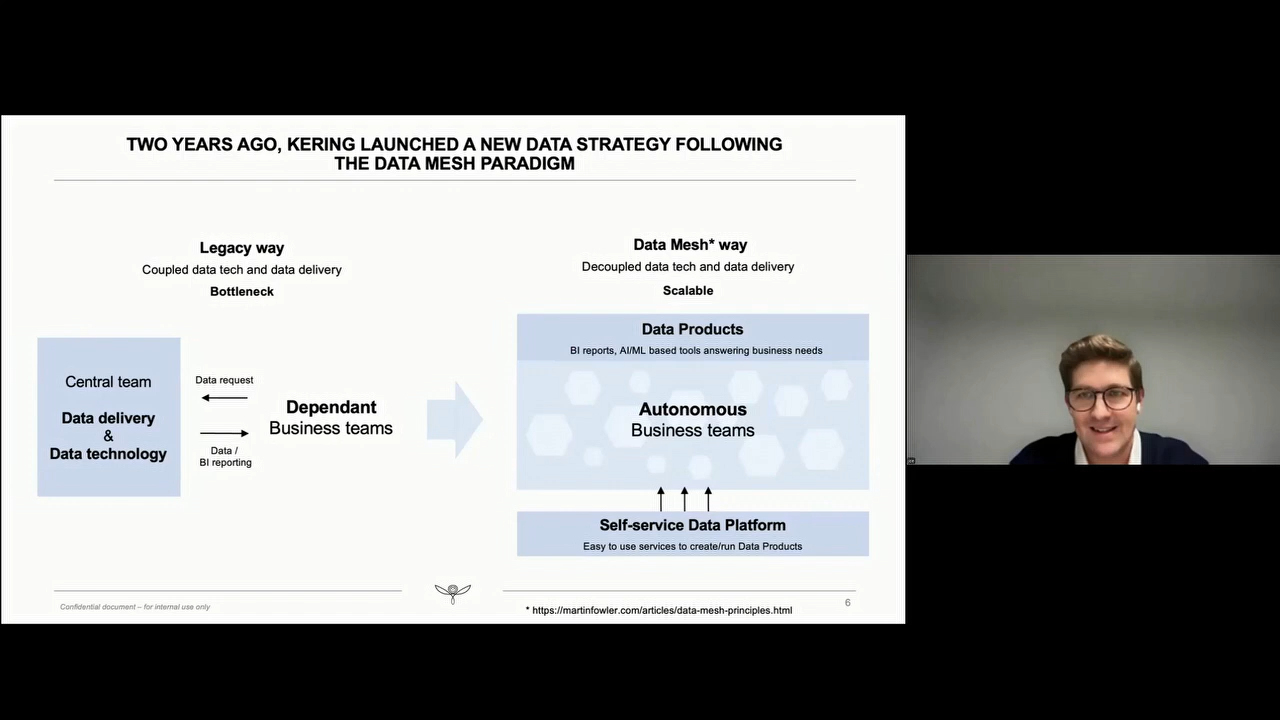 TWO YEARS AGO, KERING LAUNCHED A NEW DATA STRATEGY FOLLOWING
THE DATA MESH PARADIGM
Legacy way
Coupled data tech and data delivery
Bottleneck
Central team
Data delivery
&
Data technology
Data request
Data /
BI reporting
Dependant
Business teams
Data Mesh* way
Decoupled data tech and data delivery
Scalable
Data Products
BI reports, AI/ML based tools answering business needs
Autonomous
Business teams
Self-service Data Platform
Easy to use services to create/run Data Products
Confidential document – for internal use only
* https://martinfowler.com/articles/data-mesh-principles.html
6